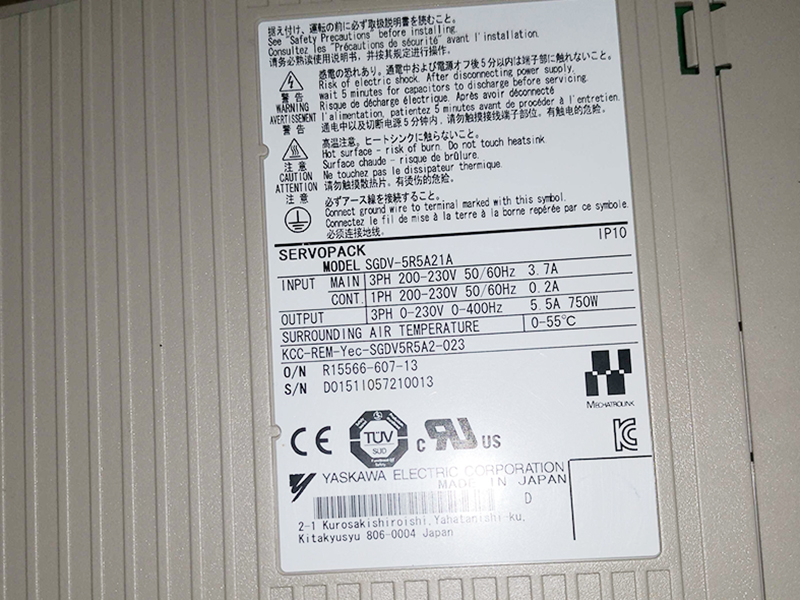 据え付け、運転の前に必ず取扱説明書を読むこと。
See "Safety Precautions" before installing.
Consultez les "Précautions de sécurité" avant l'installation.
请务必熟读使用说明书，并按其规定进行操作。
感電の恐れあり。通電中および電源オフ後5分以内は端子部に触れないこと。
Risk of electric shock. After disconnecting power supply,
wait 5 minutes for capacitors to discharge before servicing.
Risque de décharge électrique. Après avoir déconnecté
l'alimentation, patientez 5 minutes avant de procéder à l'entretien.
通电中以及切断电源5分钟内，请勿触摸接线端子部位。有触电的危险。
警告
WARNING
AVERTISSEMENT
警告
高温注意。ヒートシンクに触らないこと。
Hot surface - risk of burn. Do not touch heatsink.
Surface chaude - risque de brûlure.
Ne touchez pas le dissipateur thermique.
请勿触摸散热片。有烫伤的危险。
注意
CAUTION
ATTENTION
注意
必ずアース線を接続すること。
Connect ground wire to terminal marked with this symbol.
Connectez le fil de mise à la terre à la borne repérée par ce symbole.
必须连接地线。
SERVOPACK IP10
MODEL SGDV-5R5A21A
INPUT MAIN 3PH 200-230V 50/60Hz 3.7A
CONT. 1PH 200-230V 50/60Hz 0.2A
OUTPUT 3PH 0-230V 0-400Hz 5.5A 750W
SURROUNDING AIR TEMPERATURE 0-55℃
KCC-REM-Yec-SGDV5R5A2-023
O/N R15566-607-13
S/N D0151I057210013
MECHATROLINK
CE TÜV SÜD c RU US KC
YASKAWA ELECTRIC CORPORATION
MADE IN JAPAN
D
2-1 Kurosakishiroishi, Yahatanishi-ku,
Kitakyusyu 806-0004 Japan